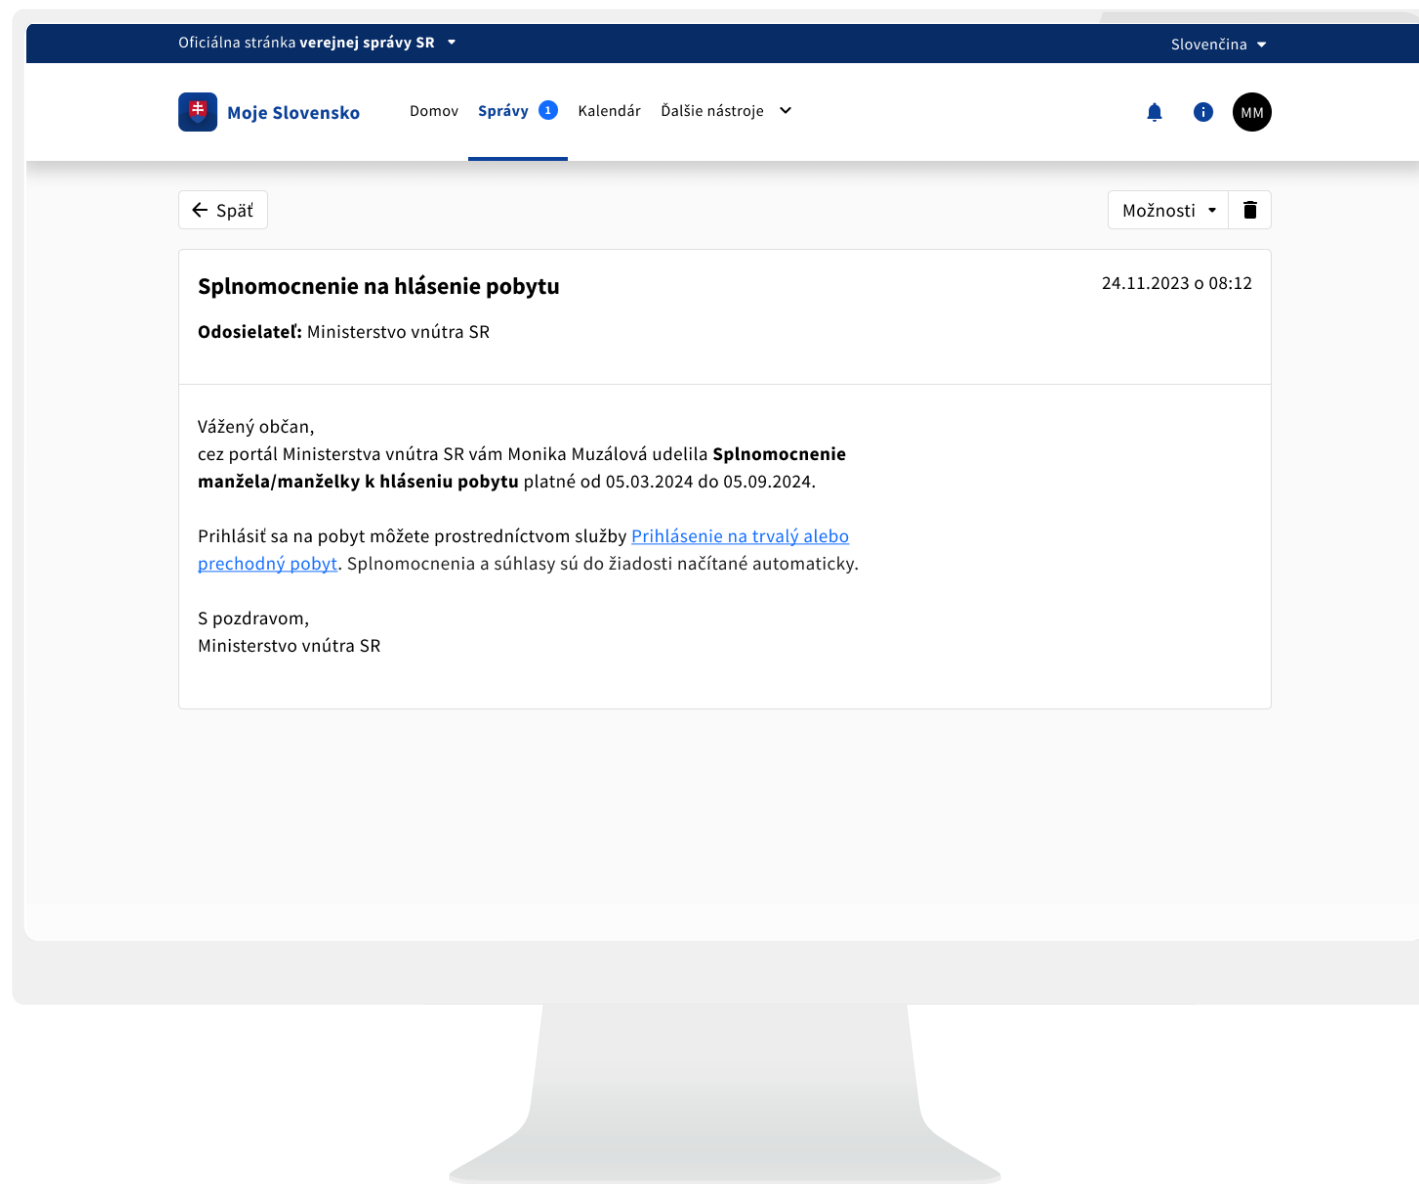 Oficiálna stránka verejnej správy SR
Slovenčina
Moje Slovensko
Domov
Správy 1
Kalendár
Ďalšie nástroje
MM
Späť
Možnosti
Splnomocnenie na hlásenie pobytu
24.11.2023 o 08:12
Odosielateľ: Ministerstvo vnútra SR
Vážený občan,
cez portál Ministerstva vnútra SR vám Monika Muzálová udelila Splnomocnenie
manžela/manželky k hláseniu pobytu platné od 05.03.2024 do 05.09.2024.
Prihlásiť sa na pobyt môžete prostredníctvom služby Prihlásenie na trvalý alebo
prechodný pobyt. Splnomocnenia a súhlasy sú do žiadosti načítané automaticky.
S pozdravom,
Ministerstvo vnútra SR